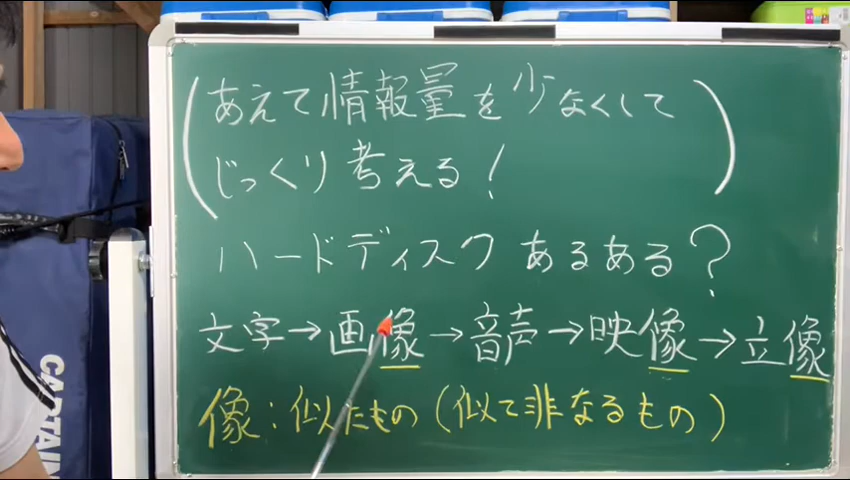 (あえて情報量を少なくして
じっくり考える!)
ハードディスクあるある?
文字→画像→音声→映像→立像
像:似たもの(似て非なるもの)
CAPTAIN